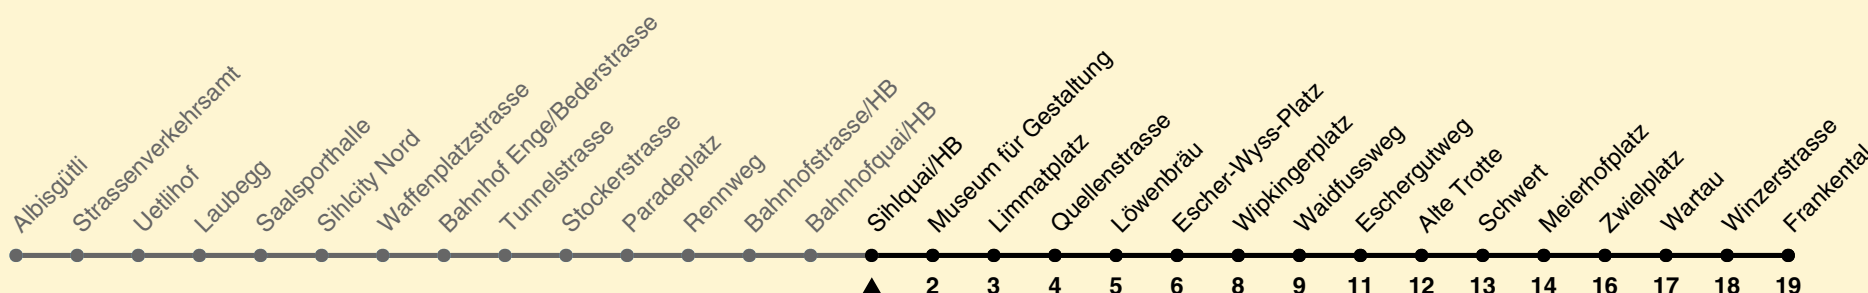 Albisgütli
Strassenverkehrsamt
Uetlihof
Laubegg
Saalsporthalle
Sihlcity Nord
Waffenplatzstrasse
Bahnhof Enge/Bederstrasse
Tunnelstrasse
Stockerstrasse
Paradeplatz
Rennweg
Bahnhofstrasse/HB
Bahnhofquai/HB
Sihlquai/HB
Museum für Gestaltung
Limmatplatz
Quellenstrasse
Löwenbräu
Escher-Wyss-Platz
Wipkingerplatz
Waidfussweg
Eschergutweg
Alte Trotte
Schwert
Meierhofplatz
Zwielplatz
Wartau
Winzerstrasse
Frankental
2 3 4 5 6 8 9 11 12 13 14 16 17 18 19